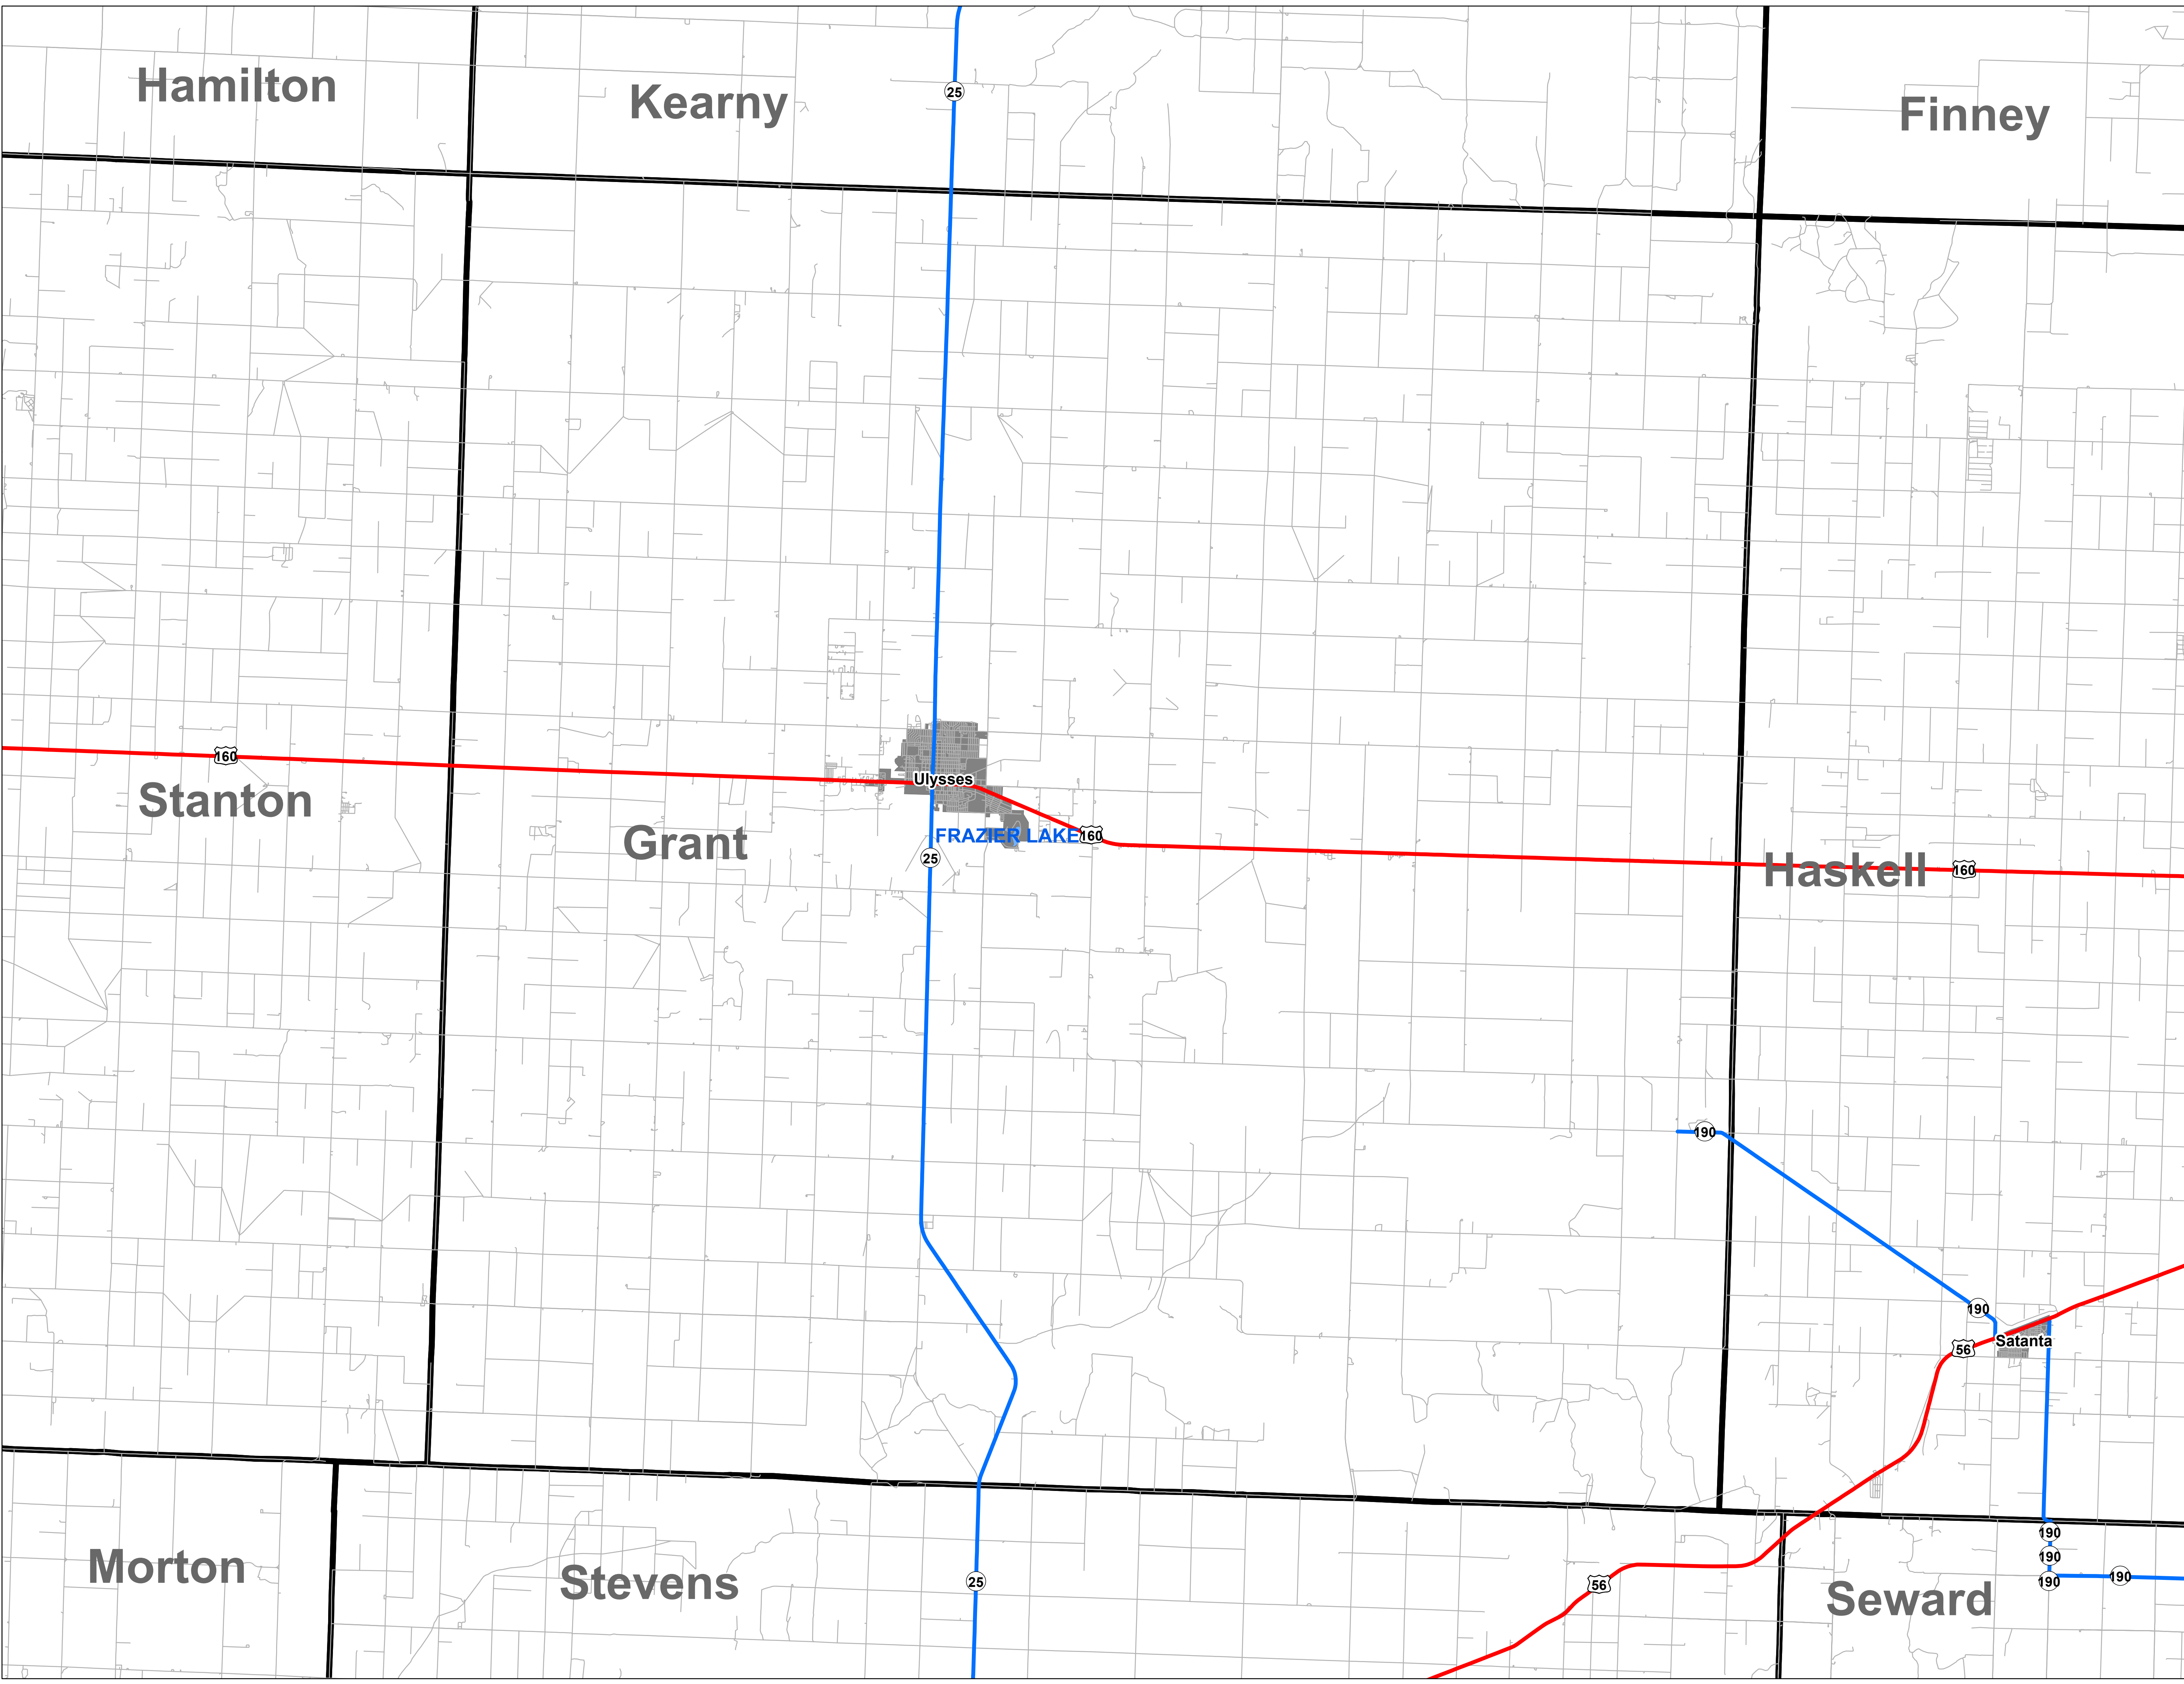 Hamilton
Kearny
25
Finney
160
Ulysses
Stanton
Grant
FRAZIER LAKE
160
25
Haskell
160
190
190
Satanta
56
190
190
Morton
Stevens
25
56
190
190
Seward